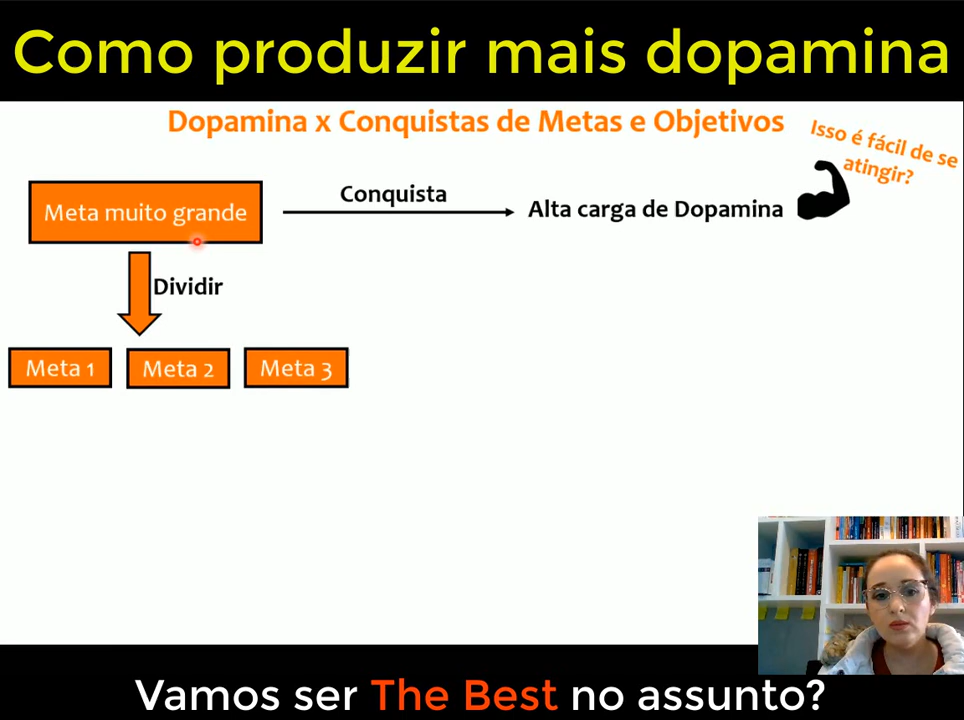 Como produzir mais dopamina
Dopamina x Conquistas de Metas e Objetivos
Isso é fácil de se
atingir?
Meta muito grande
Conquista
Alta carga de Dopamina
Dividir
Meta 1
Meta 2
Meta 3
Vamos ser The Best no assunto?